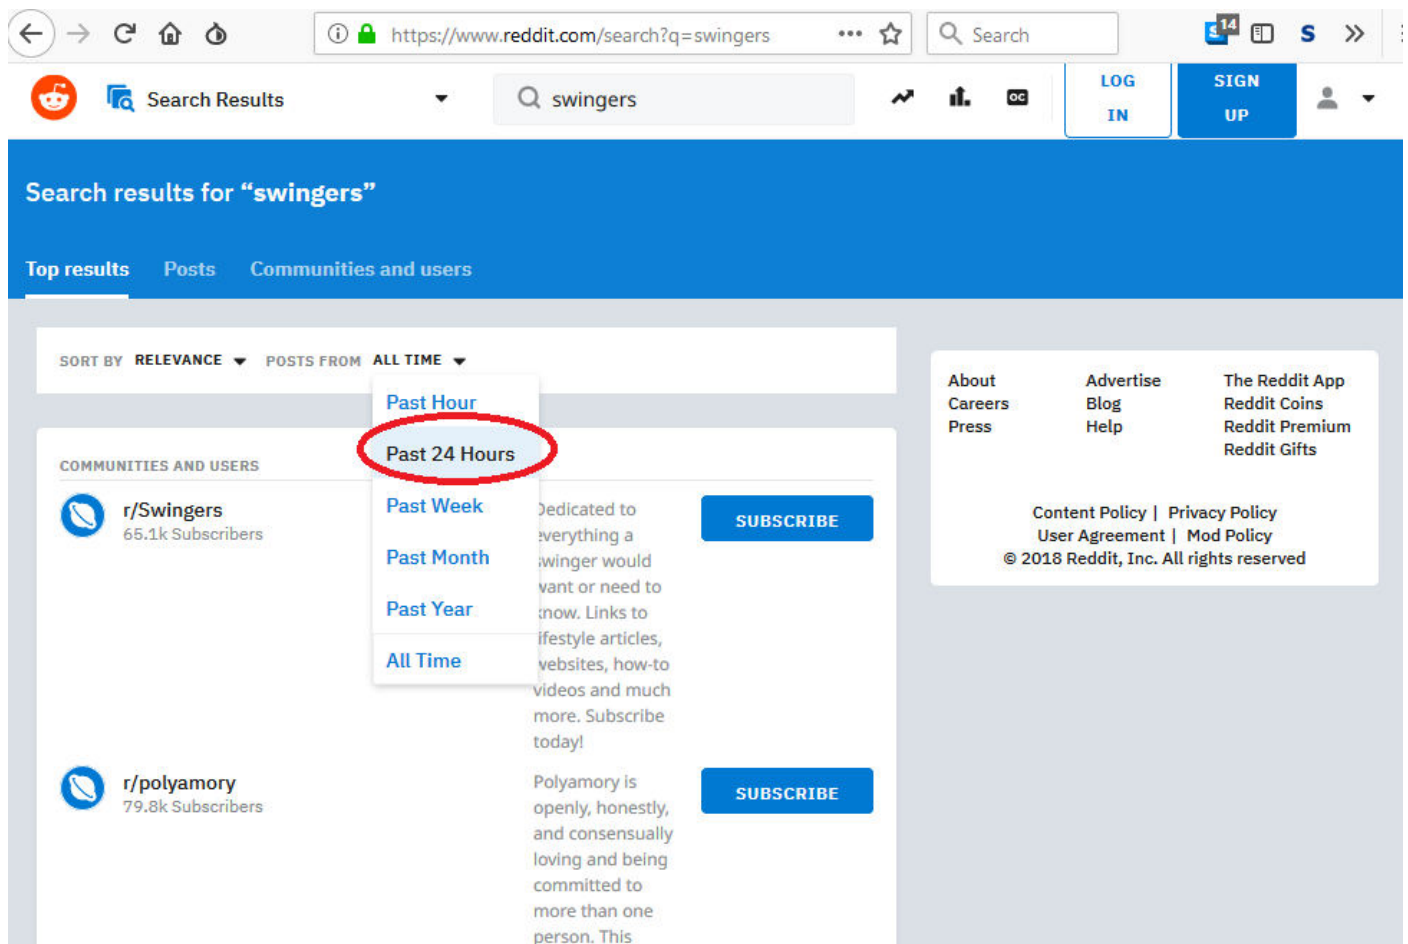 https://www.reddit.com/search?q=swingers
Search
14
S
Search Results
swingers
OC
LOG IN
SIGN UP
Search results for “swingers”
Top results Posts Communities and users
SORT BY RELEVANCE POSTS FROM ALL TIME
Past Hour
Past 24 Hours
Past Week
Past Month
Past Year
All Time
COMMUNITIES AND USERS
r/Swingers
65.1k Subscribers
Dedicated to
everything a
swinger would
want or need to
know. Links to
lifestyle articles,
websites, how-to
videos and much
more. Subscribe
today!
SUBSCRIBE
r/polyamory
79.8k Subscribers
Polyamory is
openly, honestly,
and consensually
loving and being
committed to
more than one
person. This
SUBSCRIBE
About Advertise The Reddit App
Careers Blog Reddit Coins
Press Help Reddit Premium
Reddit Gifts
Content Policy | Privacy Policy
User Agreement | Mod Policy
© 2018 Reddit, Inc. All rights reserved